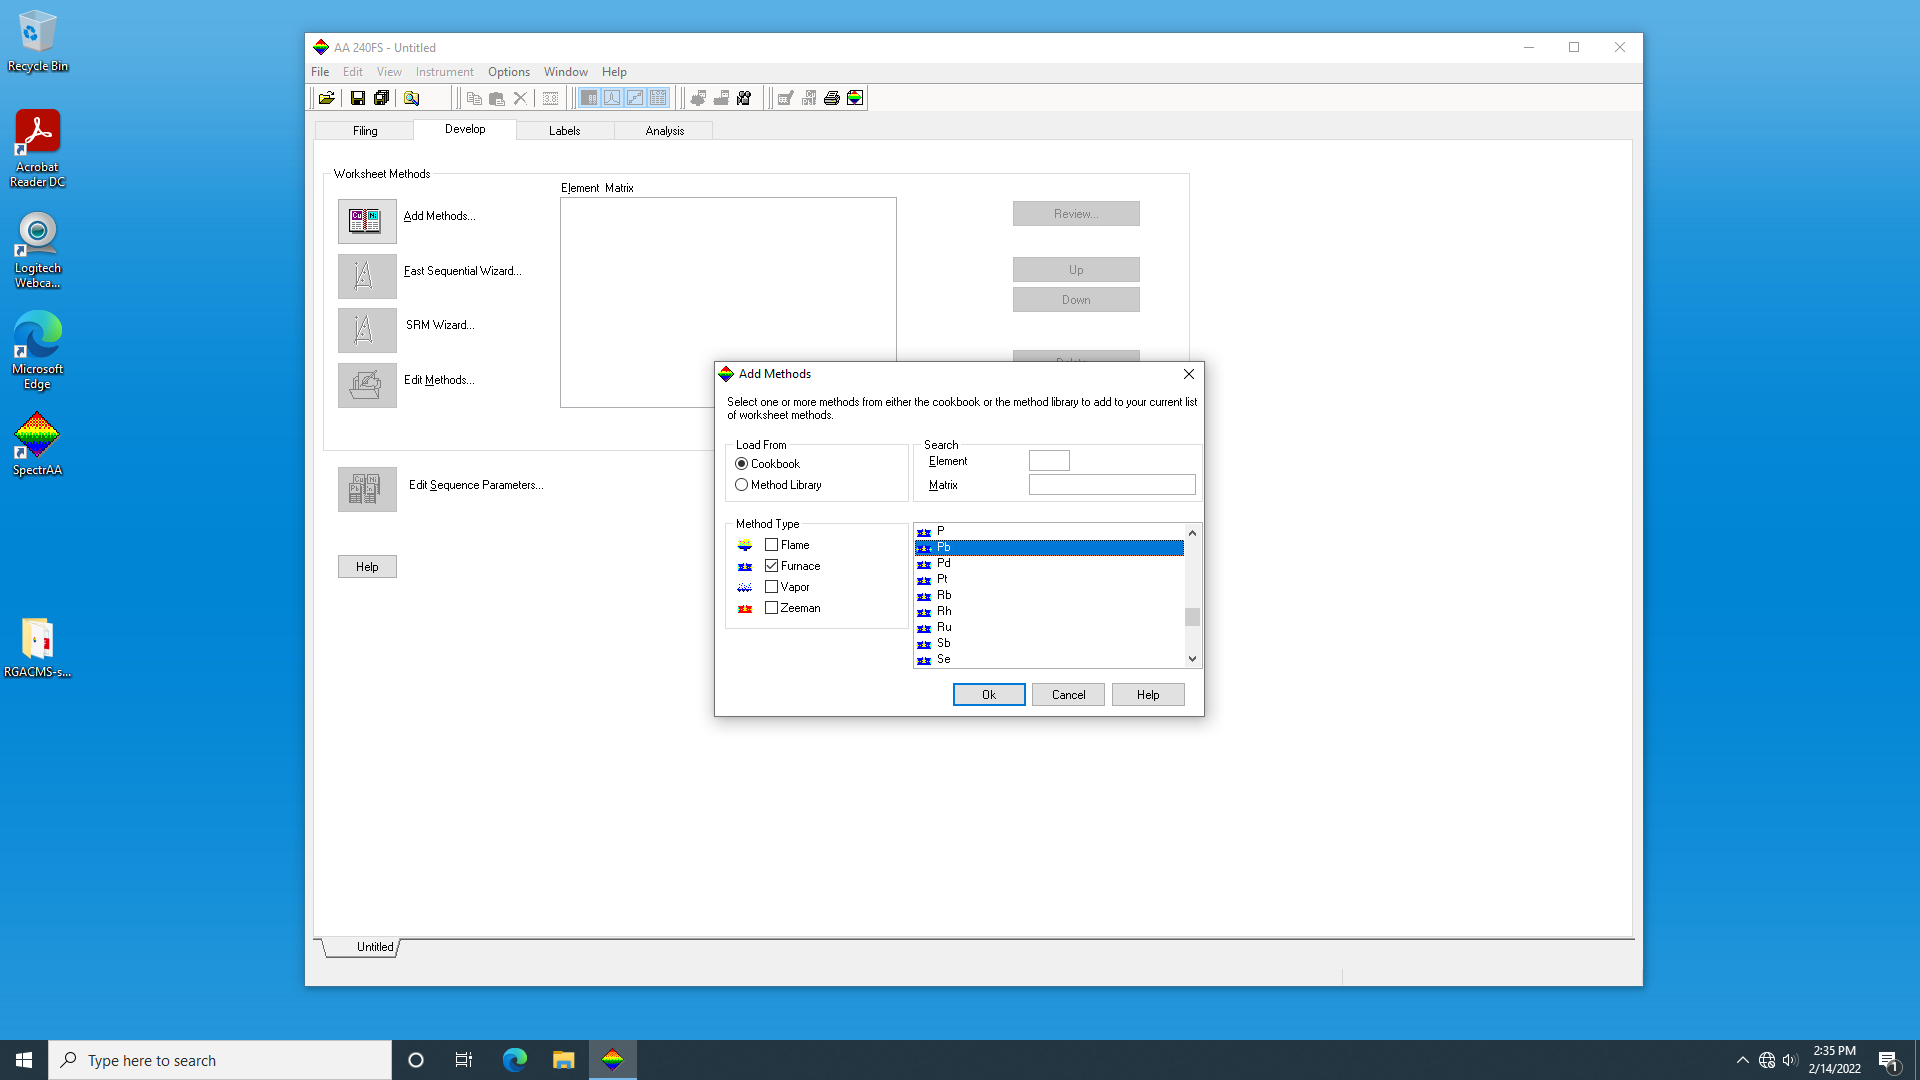 Recycle Bin
Acrobat
Reader DC
Logitech
Webca...
Microsoft
Edge
SpectrAA
RGACMS-s...
AA 240FS - Untitled
File Edit View Instrument Options Window Help
Filing Develop Labels Analysis
Worksheet Methods
Element Matrix
Add Methods...
Fast Sequential Wizard...
SRM Wizard...
Edit Methods...
Edit Sequence Parameters...
Help
Review...
Up
Down
Add Methods
Select one or more methods from either the cookbook or the method library to add to your current list
of worksheet methods.
Load From
Cookbook
Method Library
Search
Element
Matrix
Method Type
Flame
Furnace
Vapor
Zeeman
P
Pb
Pd
Pt
Rb
Rh
Ru
Sb
Se
Ok Cancel Help
Untitled
Type here to search
2:35 PM
2/14/2022
1